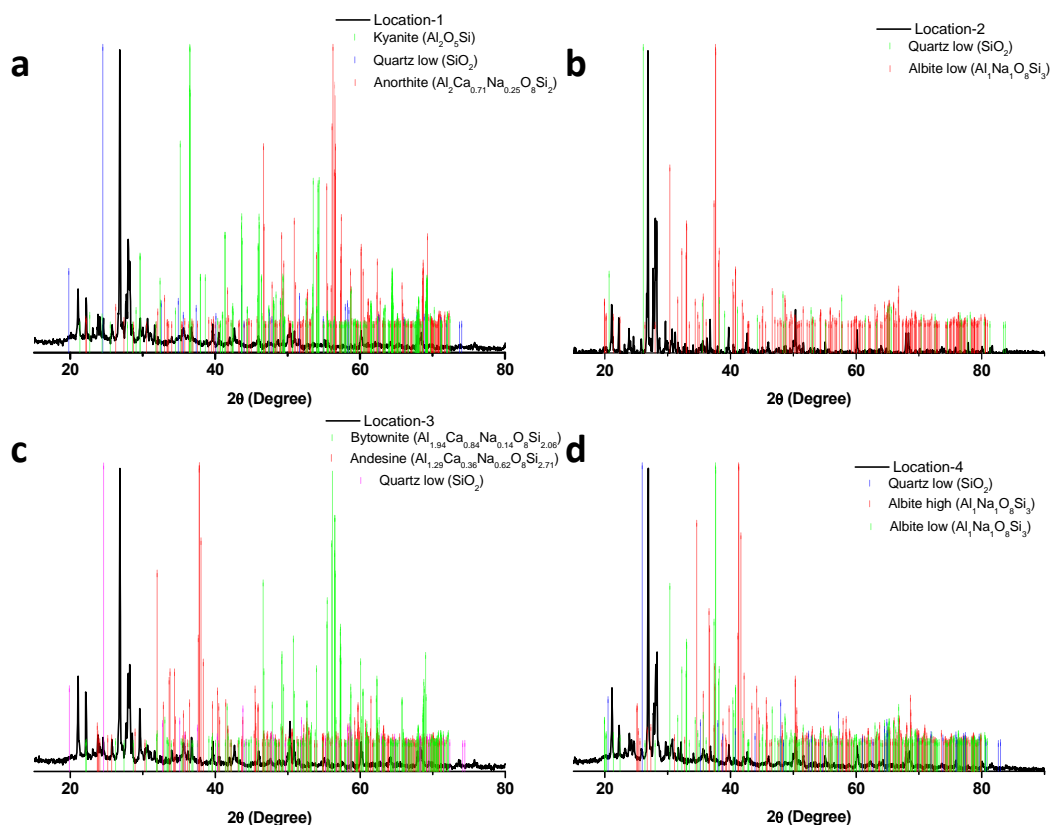 a
Location-1
Kyanite (Al₂O₅Si)
Quartz low (SiO₂)
Anorthite (Al₂Ca₀.₇₁Na₀.₂₅O₈Si₂)
20 40 60 80
2θ (Degree)
b
Location-2
Quartz low (SiO₂)
Albite low (Al₁Na₁O₈Si₃)
20 40 60 80
2θ (Degree)
c
Location-3
Bytownite (Al₁.₉₄Ca₀.₈₄Na₀.₁₄O₈Si₂.₀₆)
Andesine (Al₁.₂₉Ca₀.₃₆Na₀.₆₂O₈Si₂.₇₁)
Quartz low (SiO₂)
20 40 60 80
2θ (Degree)
d
Location-4
Quartz low (SiO₂)
Albite high (Al₁Na₁O₈Si₃)
Albite low (Al₁Na₁O₈Si₃)
20 40 60 80
2θ (Degree)